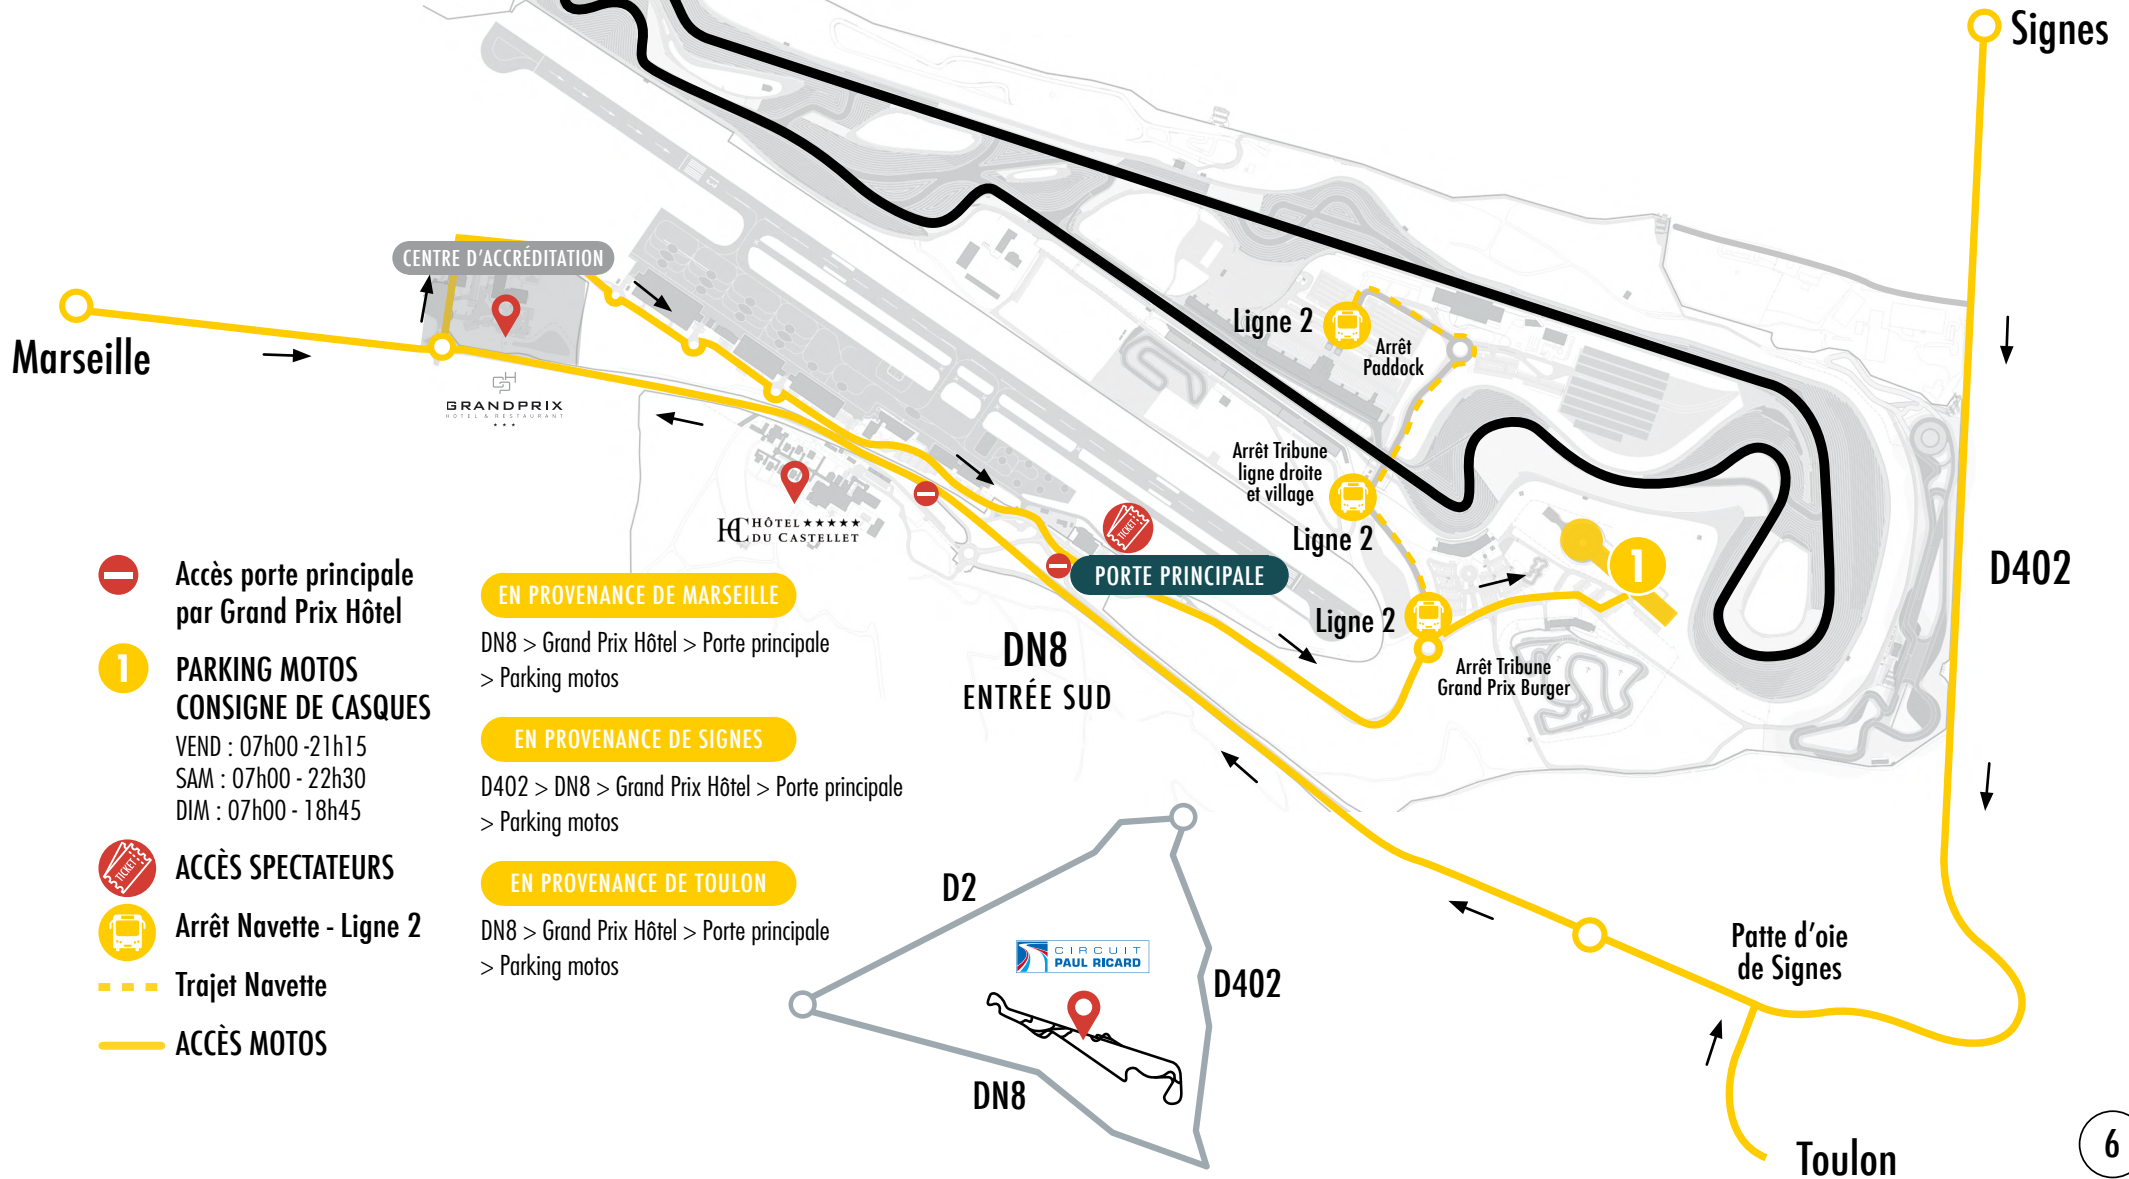 Signes
CENTRE D'ACCRÉDITATION
Marseille
GRANDPRIX
HOTEL & RESTAURANT
Ligne 2
Arrêt
Paddock
Arrêt Tribune
ligne droite
et village
Ligne 2
HC HÔTEL ★★★★★
DU CASTELLET
TICKET
PORTE PRINCIPALE
1
D402
Ligne 2
Arrêt Tribune
Grand Prix Burger
DN8
ENTRÉE SUD
Accès porte principale
par Grand Prix Hôtel
1
PARKING MOTOS
CONSIGNE DE CASQUES
VEND : 07h00 -21h15
SAM : 07h00 - 22h30
DIM : 07h00 - 18h45
TICKET
ACCÈS SPECTATEURS
Arrêt Navette - Ligne 2
Trajet Navette
ACCÈS MOTOS
EN PROVENANCE DE MARSEILLE
DN8 > Grand Prix Hôtel > Porte principale
> Parking motos
EN PROVENANCE DE SIGNES
D402 > DN8 > Grand Prix Hôtel > Porte principale
> Parking motos
EN PROVENANCE DE TOULON
DN8 > Grand Prix Hôtel > Porte principale
> Parking motos
D2
CIRCUIT
PAUL RICARD
D402
DN8
Patte d'oie
de Signes
Toulon
6